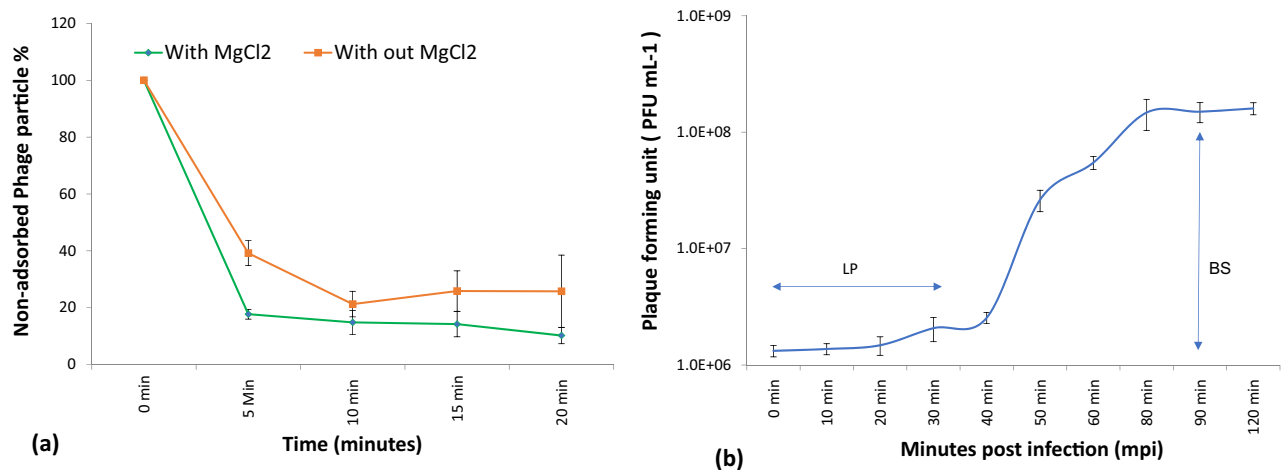 Non-adsorbed Phage particle %
120
100
80
60
40
20
0
With MgCl2
With out MgCl2
0 min
5 Min
10 min
15 min
20 min
Time (minutes)
(a)
Plaque forming unit ( PFU mL-1 )
1.0E+09
1.0E+08
1.0E+07
1.0E+06
LP
BS
0 min
10 min
20 min
30 min
40 min
50 min
60 min
80 min
90 min
120 min
Minutes post infection (mpi)
(b)